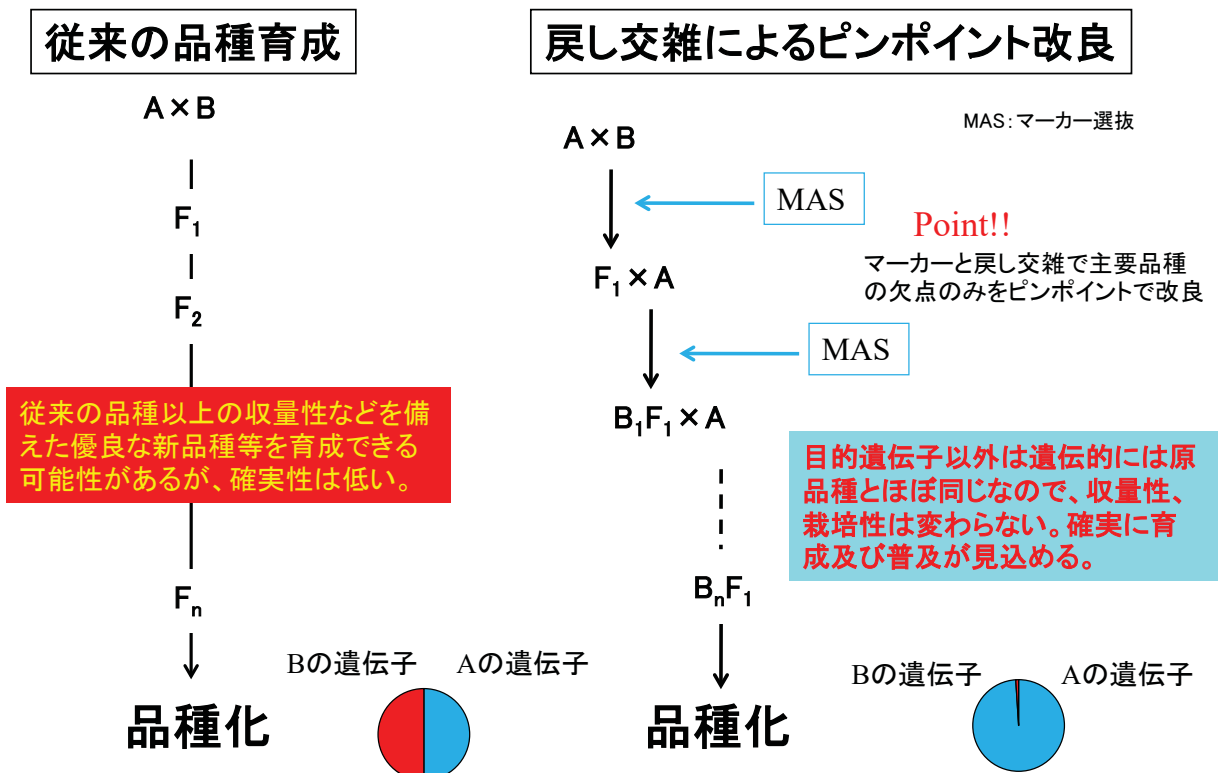 従来の品種育成
A×B
F₁
F₂
従来の品種以上の収量性などを備
えた優良な新品種等を育成できる
可能性があるが、確実性は低い。
Fₙ
Bの遺伝子 Aの遺伝子
品種化
戻し交雑によるピンポイント改良
MAS:マーカー選抜
A×B
MAS
Point!!
マーカーと戻し交雑で主要品種
の欠点のみをピンポイントで改良
F₁×A
MAS
B₁F₁×A
目的遺伝子以外は遺伝的には原
品種とほぼ同じなので、収量性、
栽培性は変わらない。確実に育
成及び普及が見込める。
BₙF₁
Bの遺伝子 Aの遺伝子
品種化